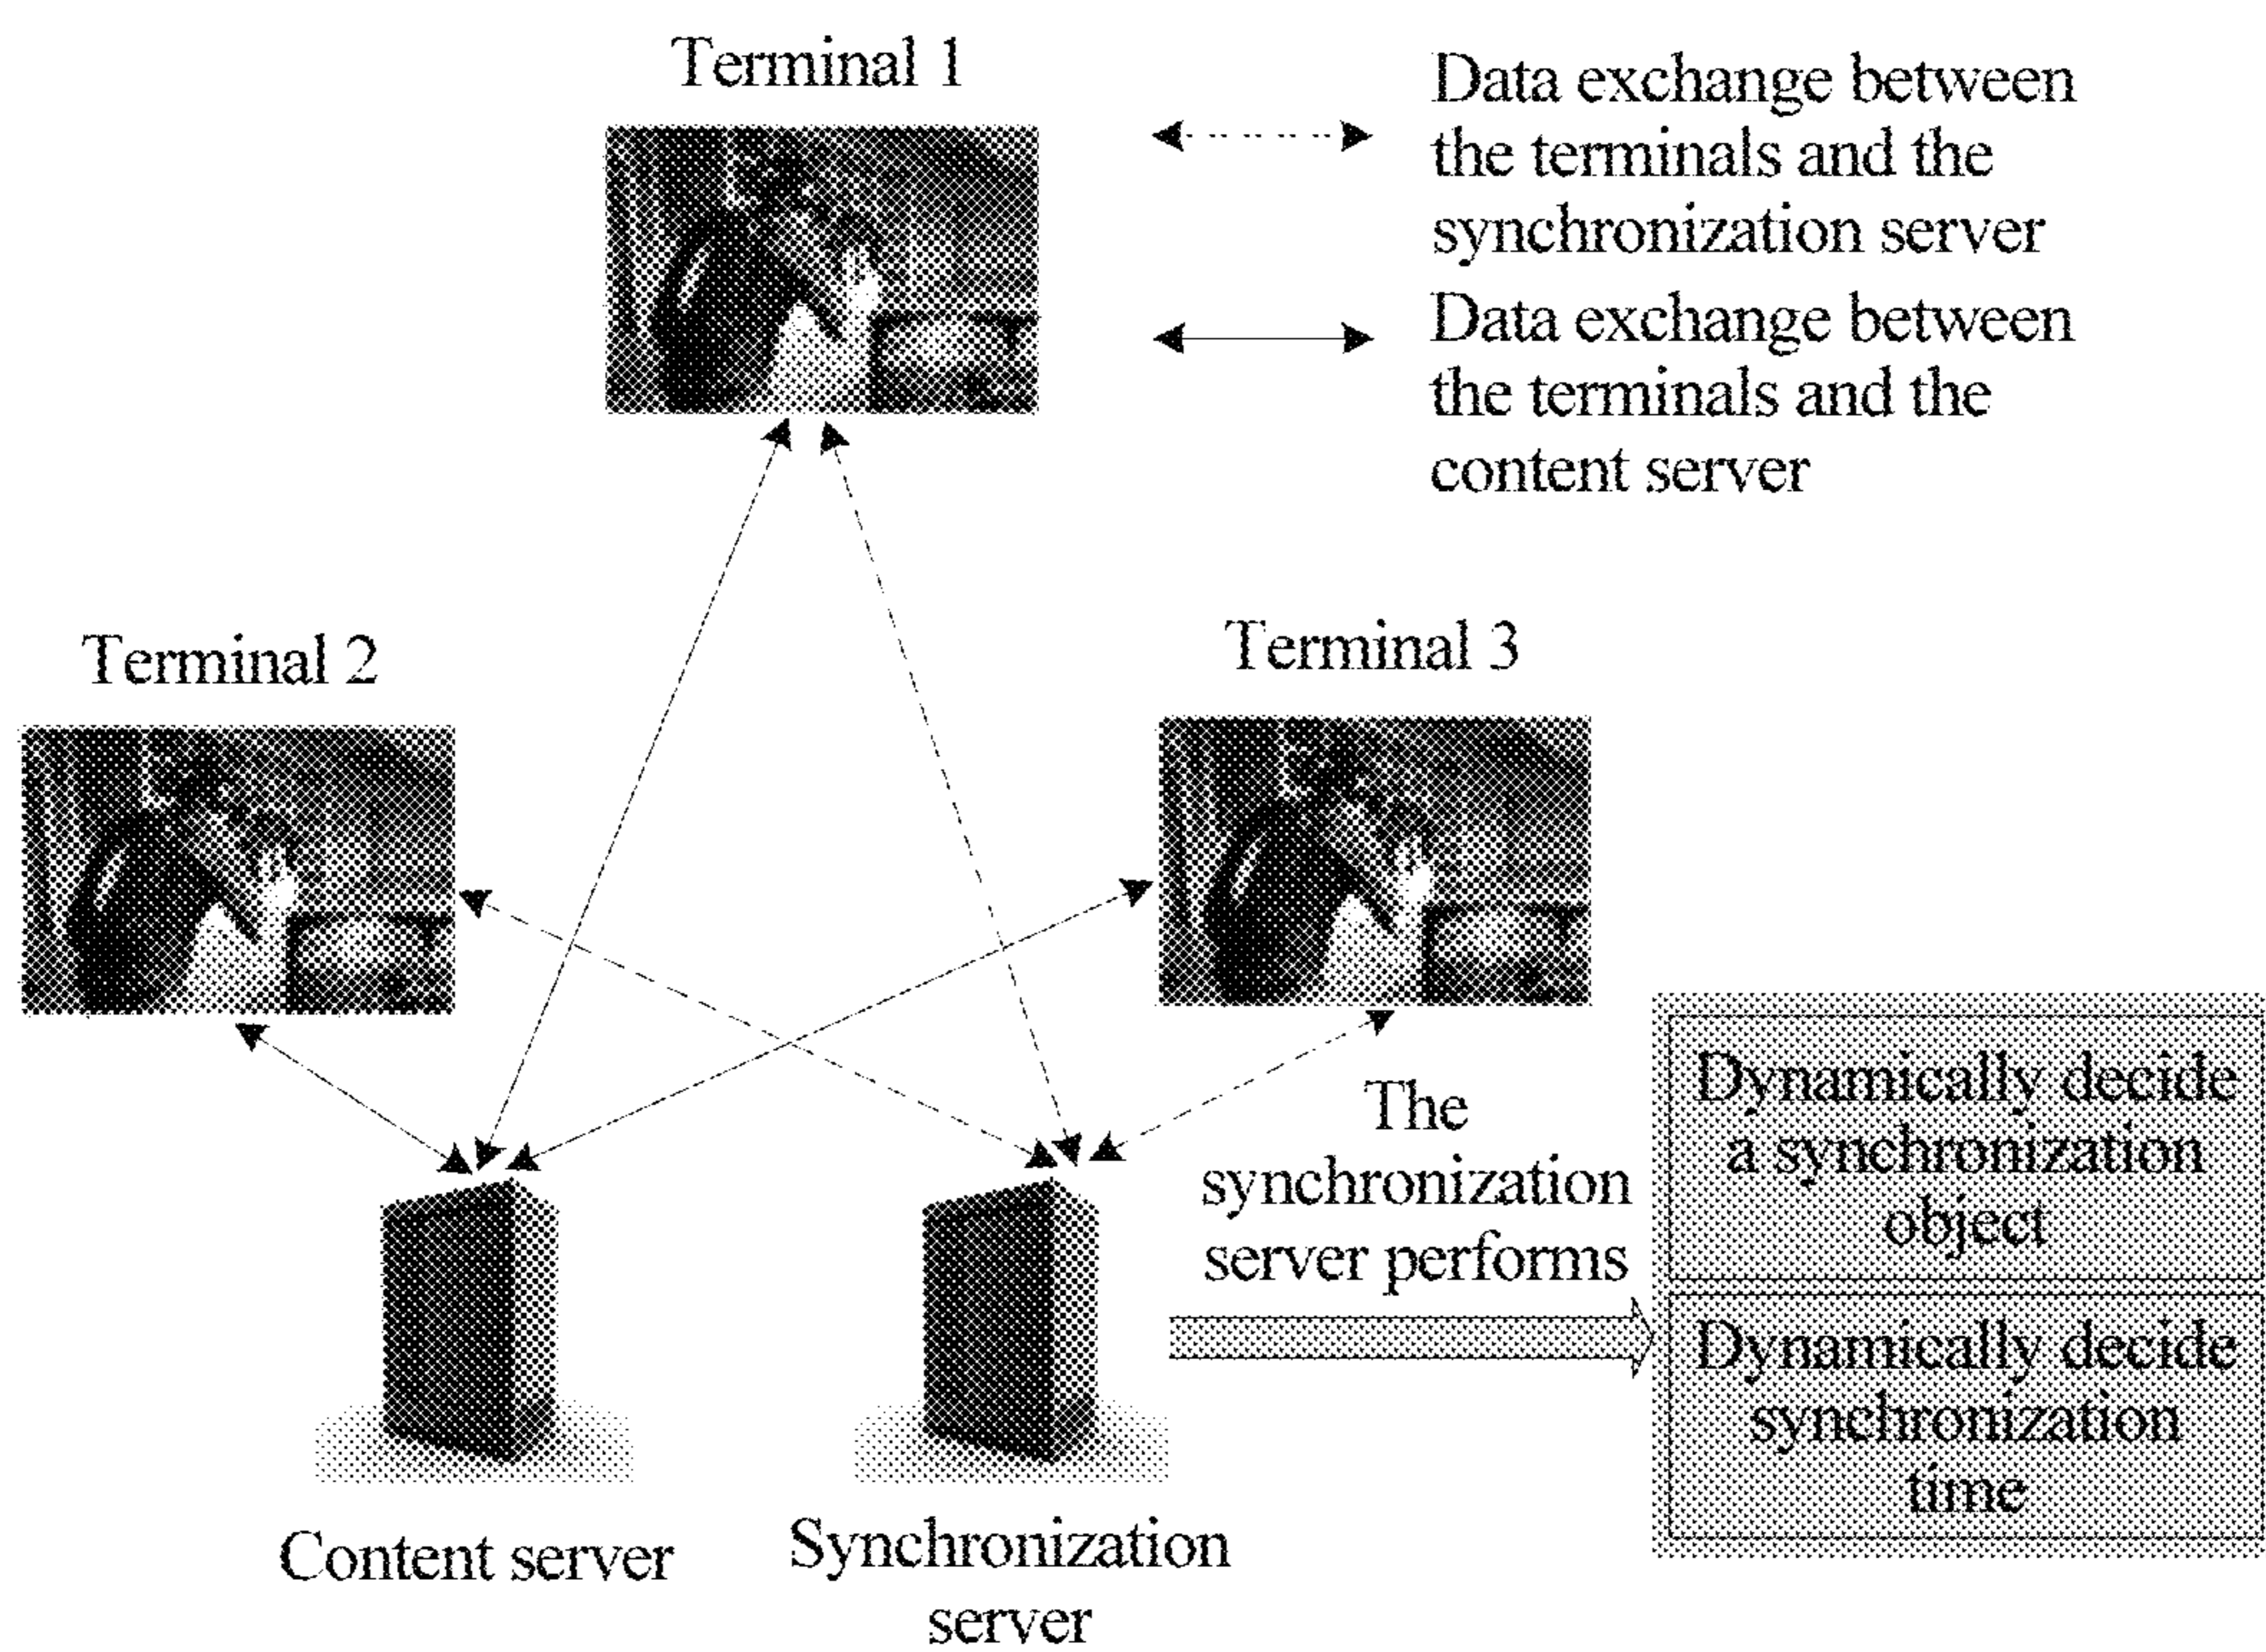 Terminal 1
Data exchange between
the terminals and the
synchronization server
Data exchange between
the terminals and the
content server
Terminal 2
Terminal 3
The
synchronization
server performs
Dynamically decide
a synchronization
object
Dynamically decide
synchronization
time
Content server
Synchronization
server